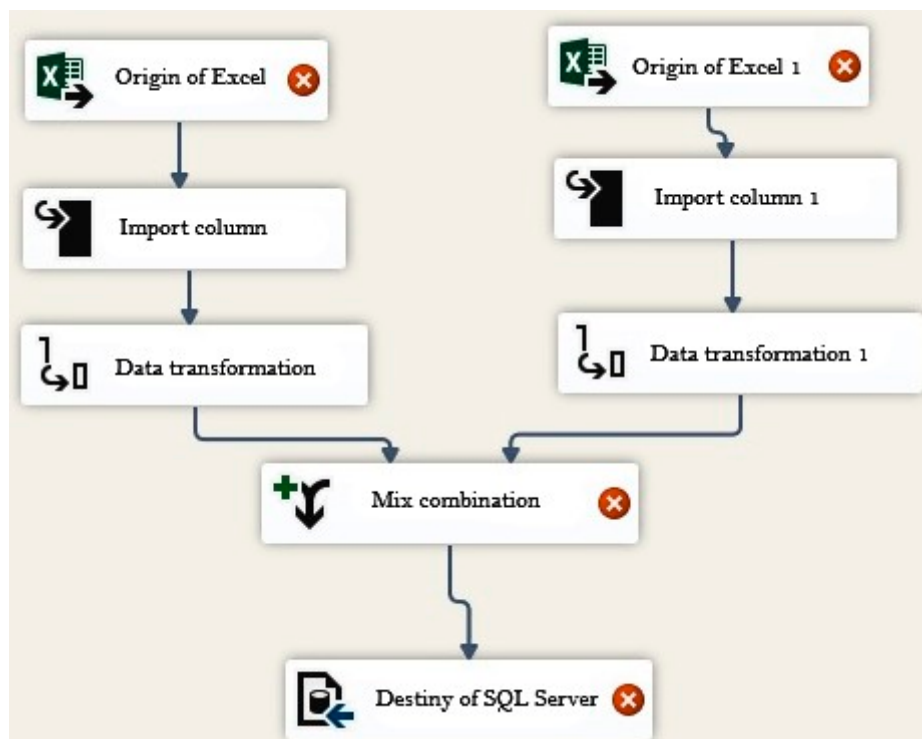 Origin of Excel
Origin of Excel 1
Import column
Import column 1
Data transformation
Data transformation 1
Mix combination
Destiny of SQL Server